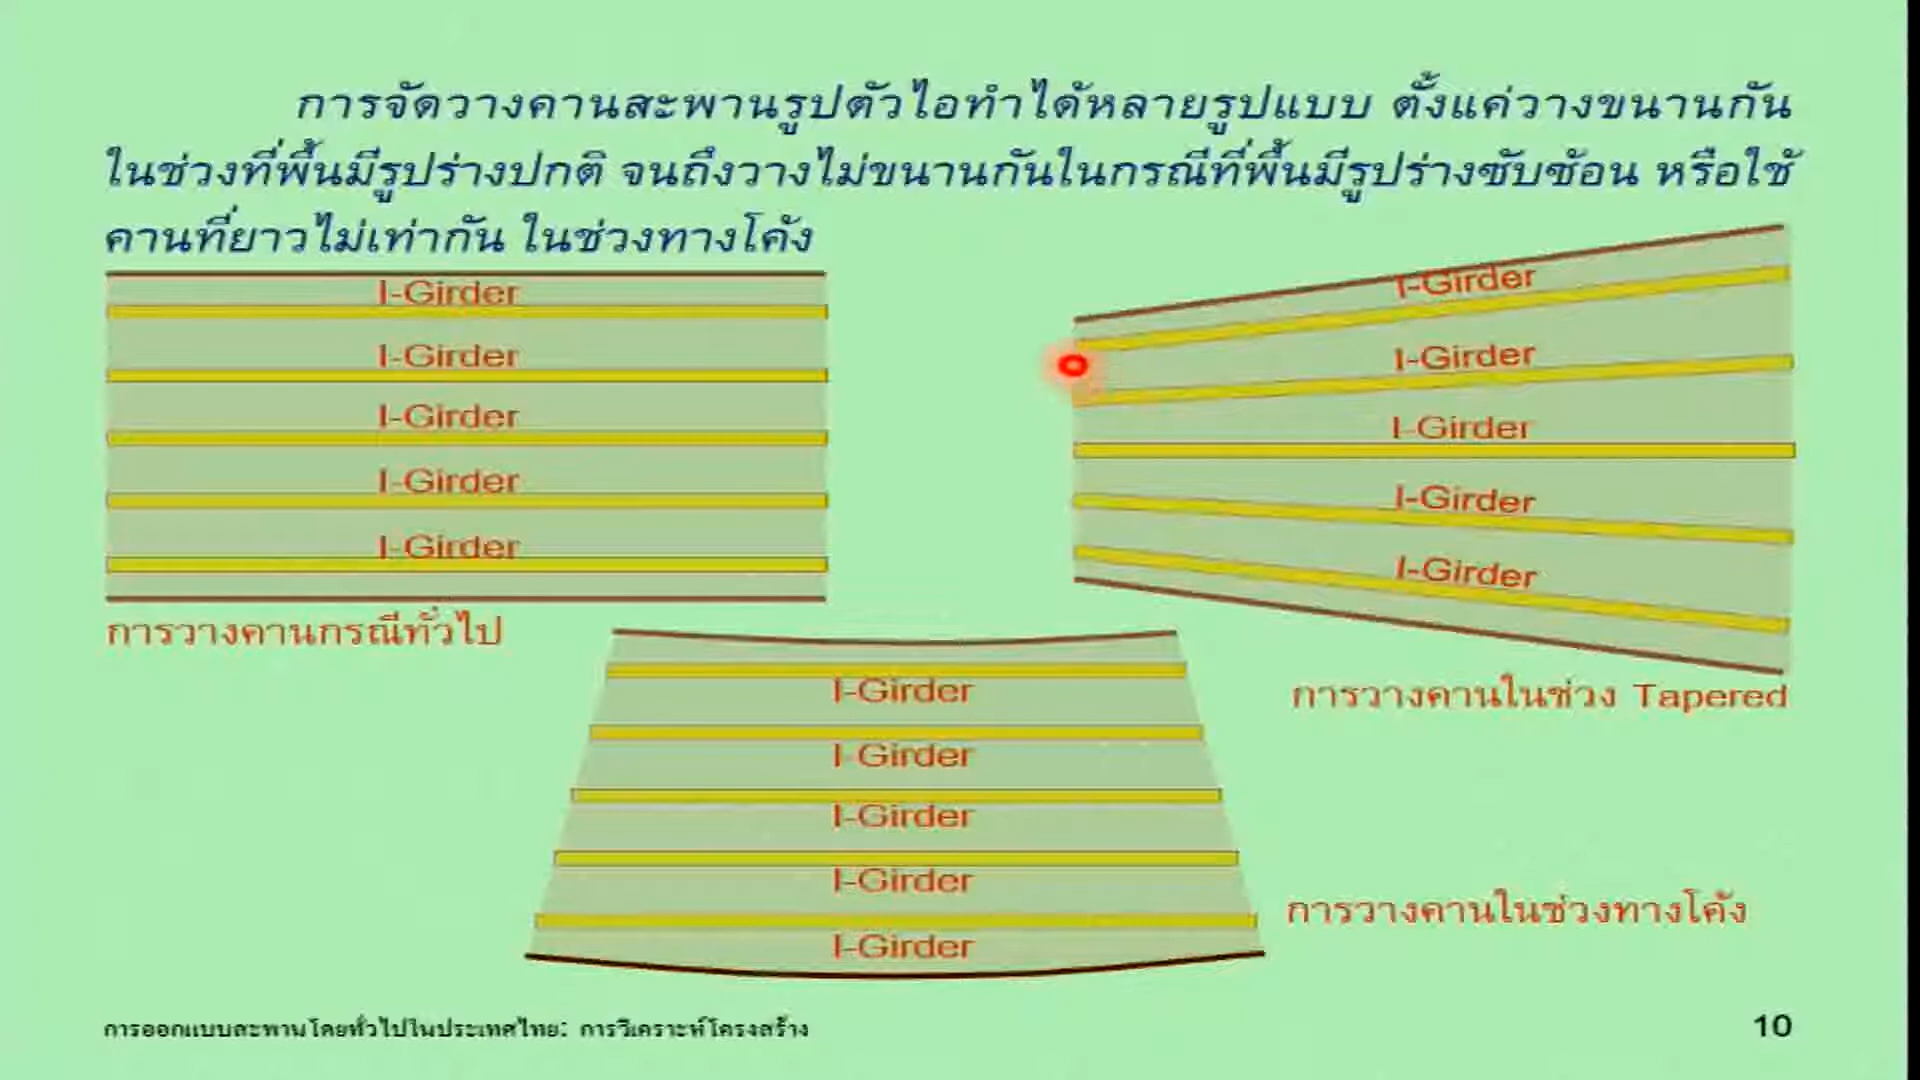 การจัดวางคานสะพานรูปตัวไอทำได้หลายรูปแบบ ตั้งแค่วางขนานกัน
ในช่วงที่พื้นมีรูปร่างปกติ จนถึงวางไม่ขนานกันในกรณีที่พื้นมีรูปร่างซับซ้อน หรือใช้
คานที่ยาวไม่เท่ากัน ในช่วงทางโค้ง
I-Girder
I-Girder
I-Girder
I-Girder
I-Girder
การวางคานกรณีทั่วไป
I-Girder
I-Girder
I-Girder
I-Girder
I-Girder
การวางคานในช่วง Tapered
I-Girder
I-Girder
I-Girder
I-Girder
I-Girder
การวางคานในช่วงทางโค้ง
การออกแบบสะพานโดยทั่วไปในประเทศไทย: การวิเคราะห์โครงสร้าง
10